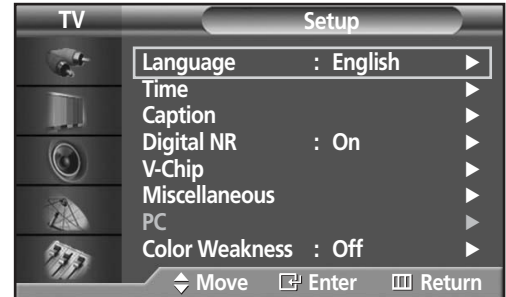 TV Setup
Language : English
Time
Caption
Digital NR : On
V-Chip
Miscellaneous
PC
Color Weakness : Off
Move Enter Return